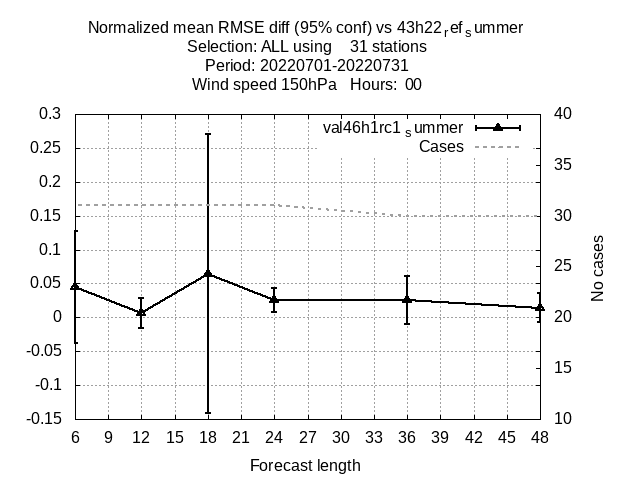 Normalized mean RMSE diff (95% conf) vs 43h22refsummer
Selection: ALL using 31 stations
Period: 20220701-20220731
Wind speed 150hPa Hours: 00
0.3
0.25
0.2
0.15
0.1
0.05
0
-0.05
-0.1
-0.15
val46h1rc1summer
Cases
40
35
30
25
20
15
10
No cases
6 9 12 15 18 21 24 27 30 33 36 39 42 45 48
Forecast length